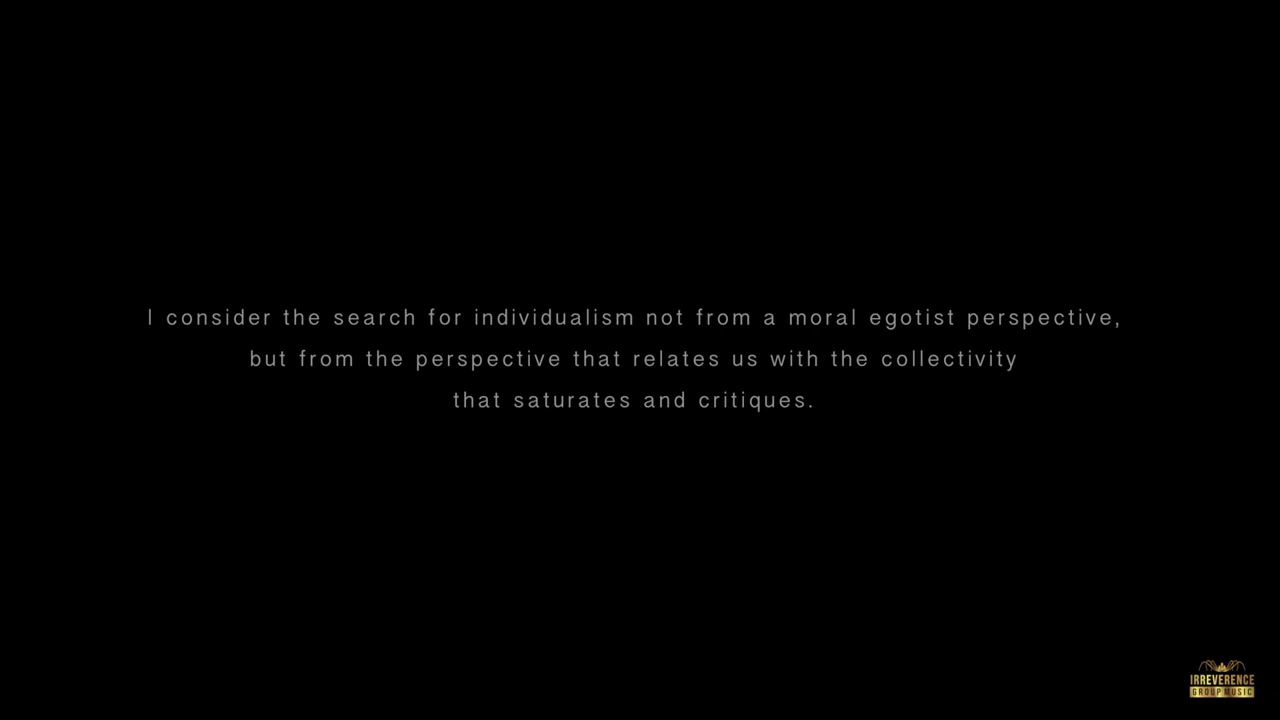 I consider the search for individualism not from a moral egotist perspective,
but from the perspective that relates us with the collectivity
that saturates and critiques.
IRREVERENCE
GROUP MUSIC